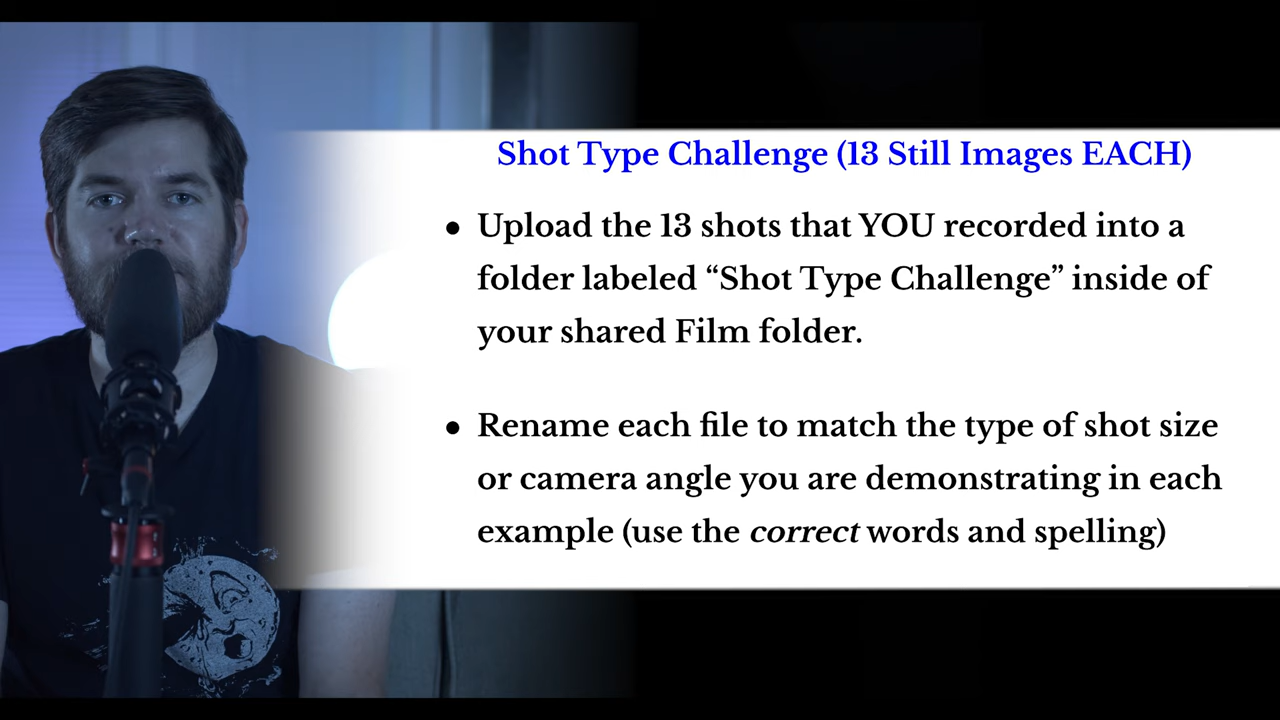 Shot Type Challenge (13 Still Images EACH)
• Upload the 13 shots that YOU recorded into a
folder labeled “Shot Type Challenge” inside of
your shared Film folder.
• Rename each file to match the type of shot size
or camera angle you are demonstrating in each
example (use the correct words and spelling)